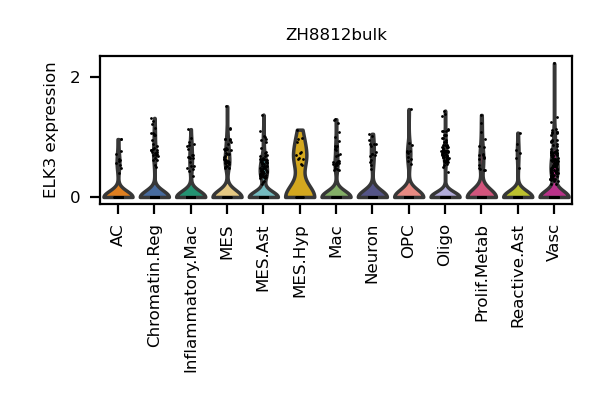 ZH8812bulk
ELK3 expression
2
0
AC
Chromatin.Reg
Inflammatory.Mac
MES
MES.Ast
MES.Hyp
Mac
Neuron
OPC
Oligo
Prolif.Metab
Reactive.Ast
Vasc